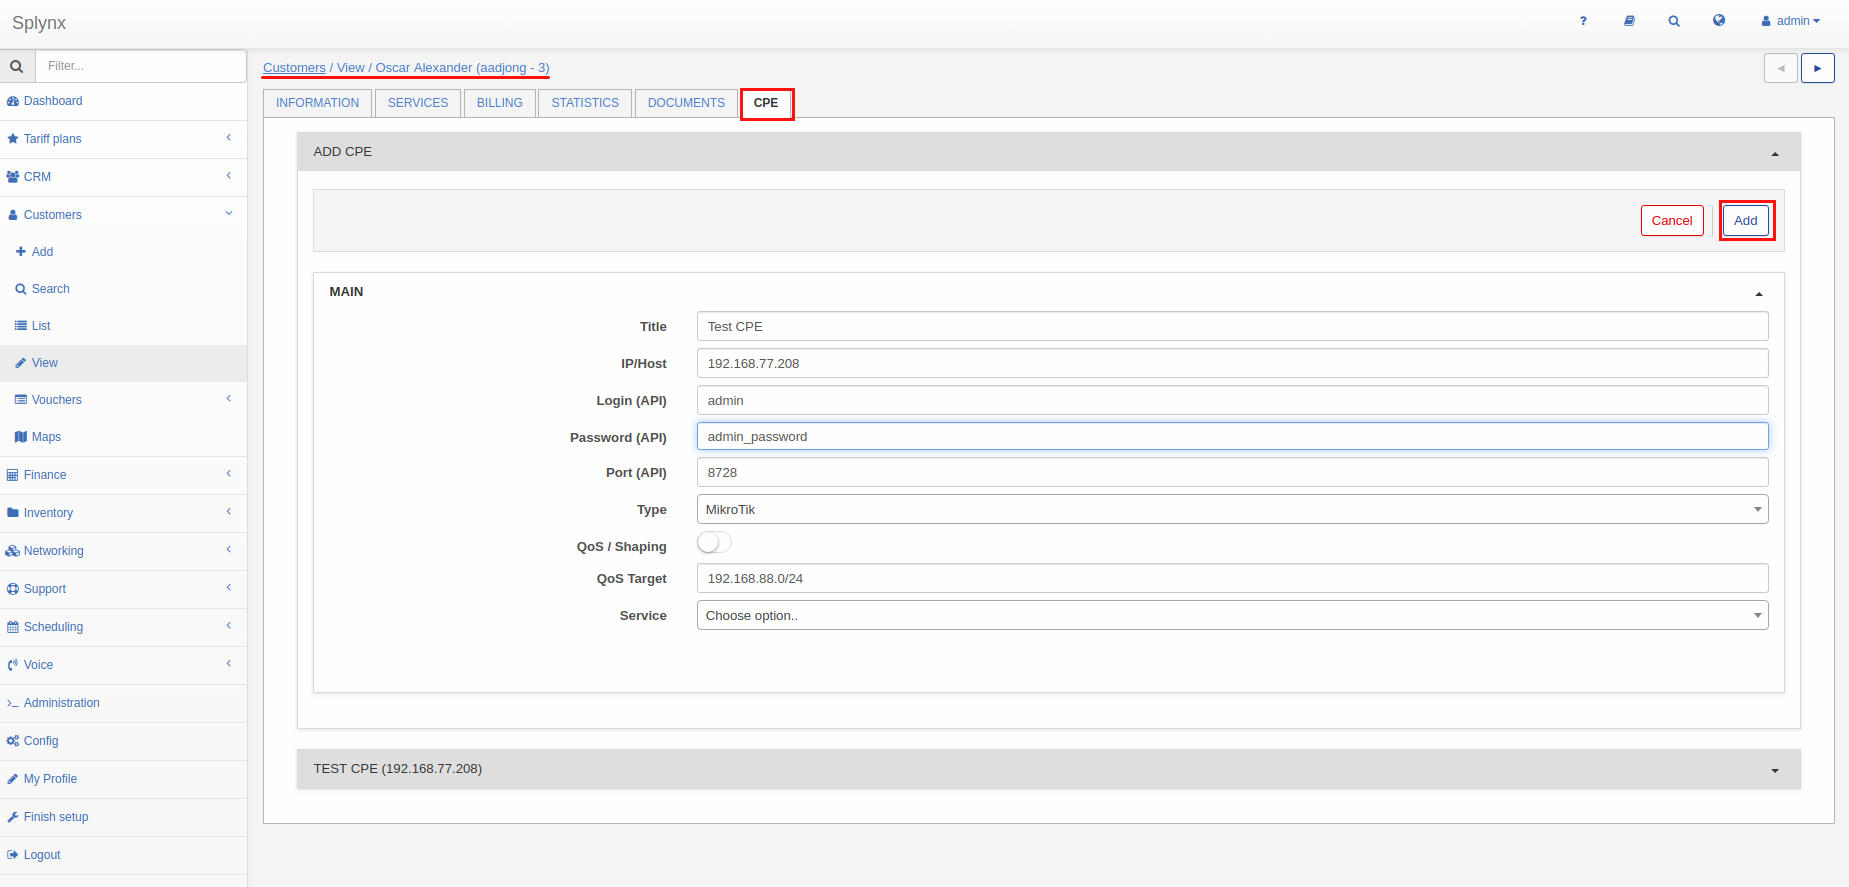 Splynx
? admin
Filter...
Dashboard
Tariff plans
CRM
Customers
Add
Search
List
View
Vouchers
Maps
Finance
Inventory
Networking
Support
Scheduling
Voice
Administration
Config
My Profile
Finish setup
Logout
Customers / View / Oscar Alexander (aadjong - 3)
INFORMATION SERVICES BILLING STATISTICS DOCUMENTS CPE
ADD CPE
Cancel Add
MAIN
Title Test CPE
IP/Host 192.168.77.208
Login (API) admin
Password (API) admin_password
Port (API) 8728
Type MikroTik
QoS / Shaping
QoS Target 192.168.88.0/24
Service Choose option..
TEST CPE (192.168.77.208)